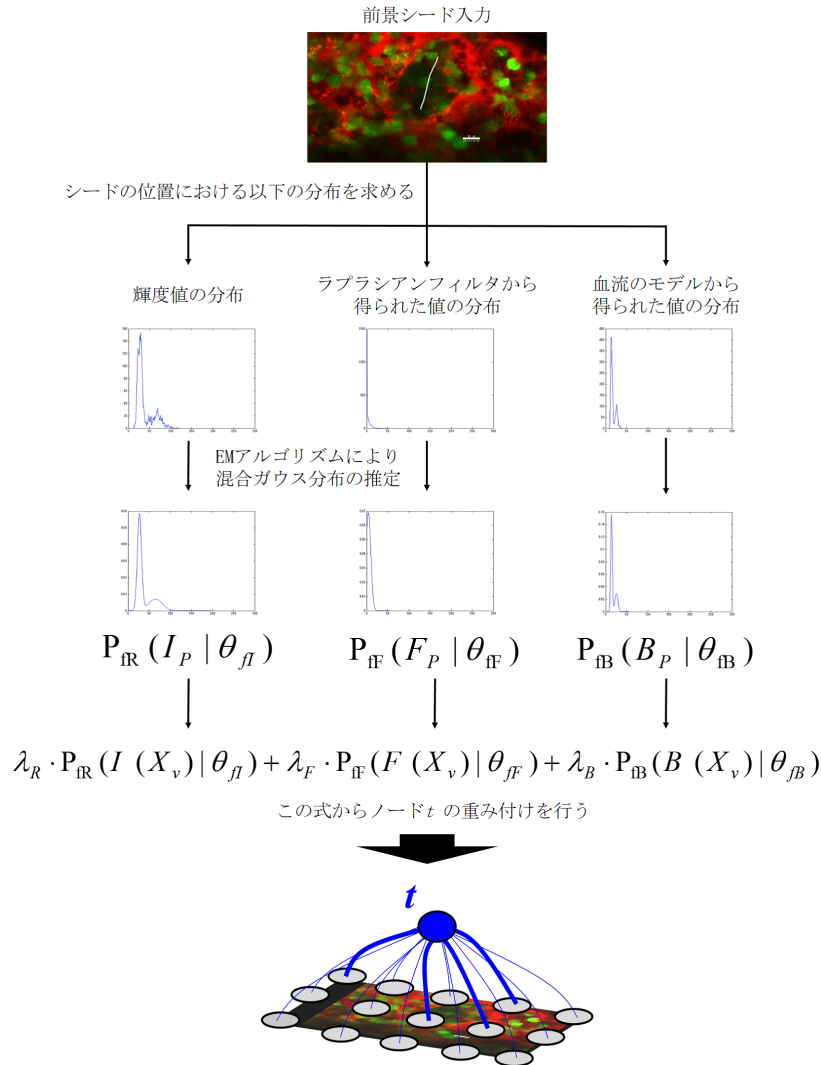 前景シード入力
シードの位置における以下の分布を求める
輝度値の分布
ラプラシアンフィルタから
得られた値の分布
血流のモデルから
得られた値の分布
EMアルゴリズムにより
混合ガウス分布の推定
P_fR(I_P | θ_fI)
P_fF(F_P | θ_fF)
P_fB(B_P | θ_fB)
λ_R · P_fR(I (X_v) | θ_fI) + λ_F · P_fF(F (X_v) | θ_fF) + λ_B · P_fB(B (X_v) | θ_fB)
この式からノード t の重み付けを行う
t